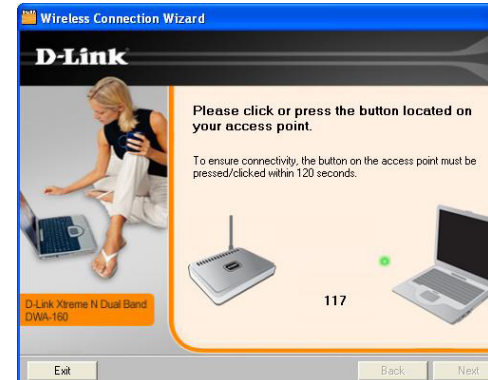 Wireless Connection Wizard
D-Link
Please click or press the button located on
your access point.
To ensure connectivity, the button on the access point must be
pressed/clicked within 120 seconds.
117
D-Link Xtreme N Dual Band
DWA-160
Exit
Back
Next